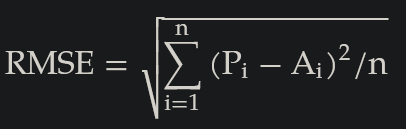 RMSE = √(∑ᵢ₌₁ⁿ (Pᵢ − Aᵢ)²/n)